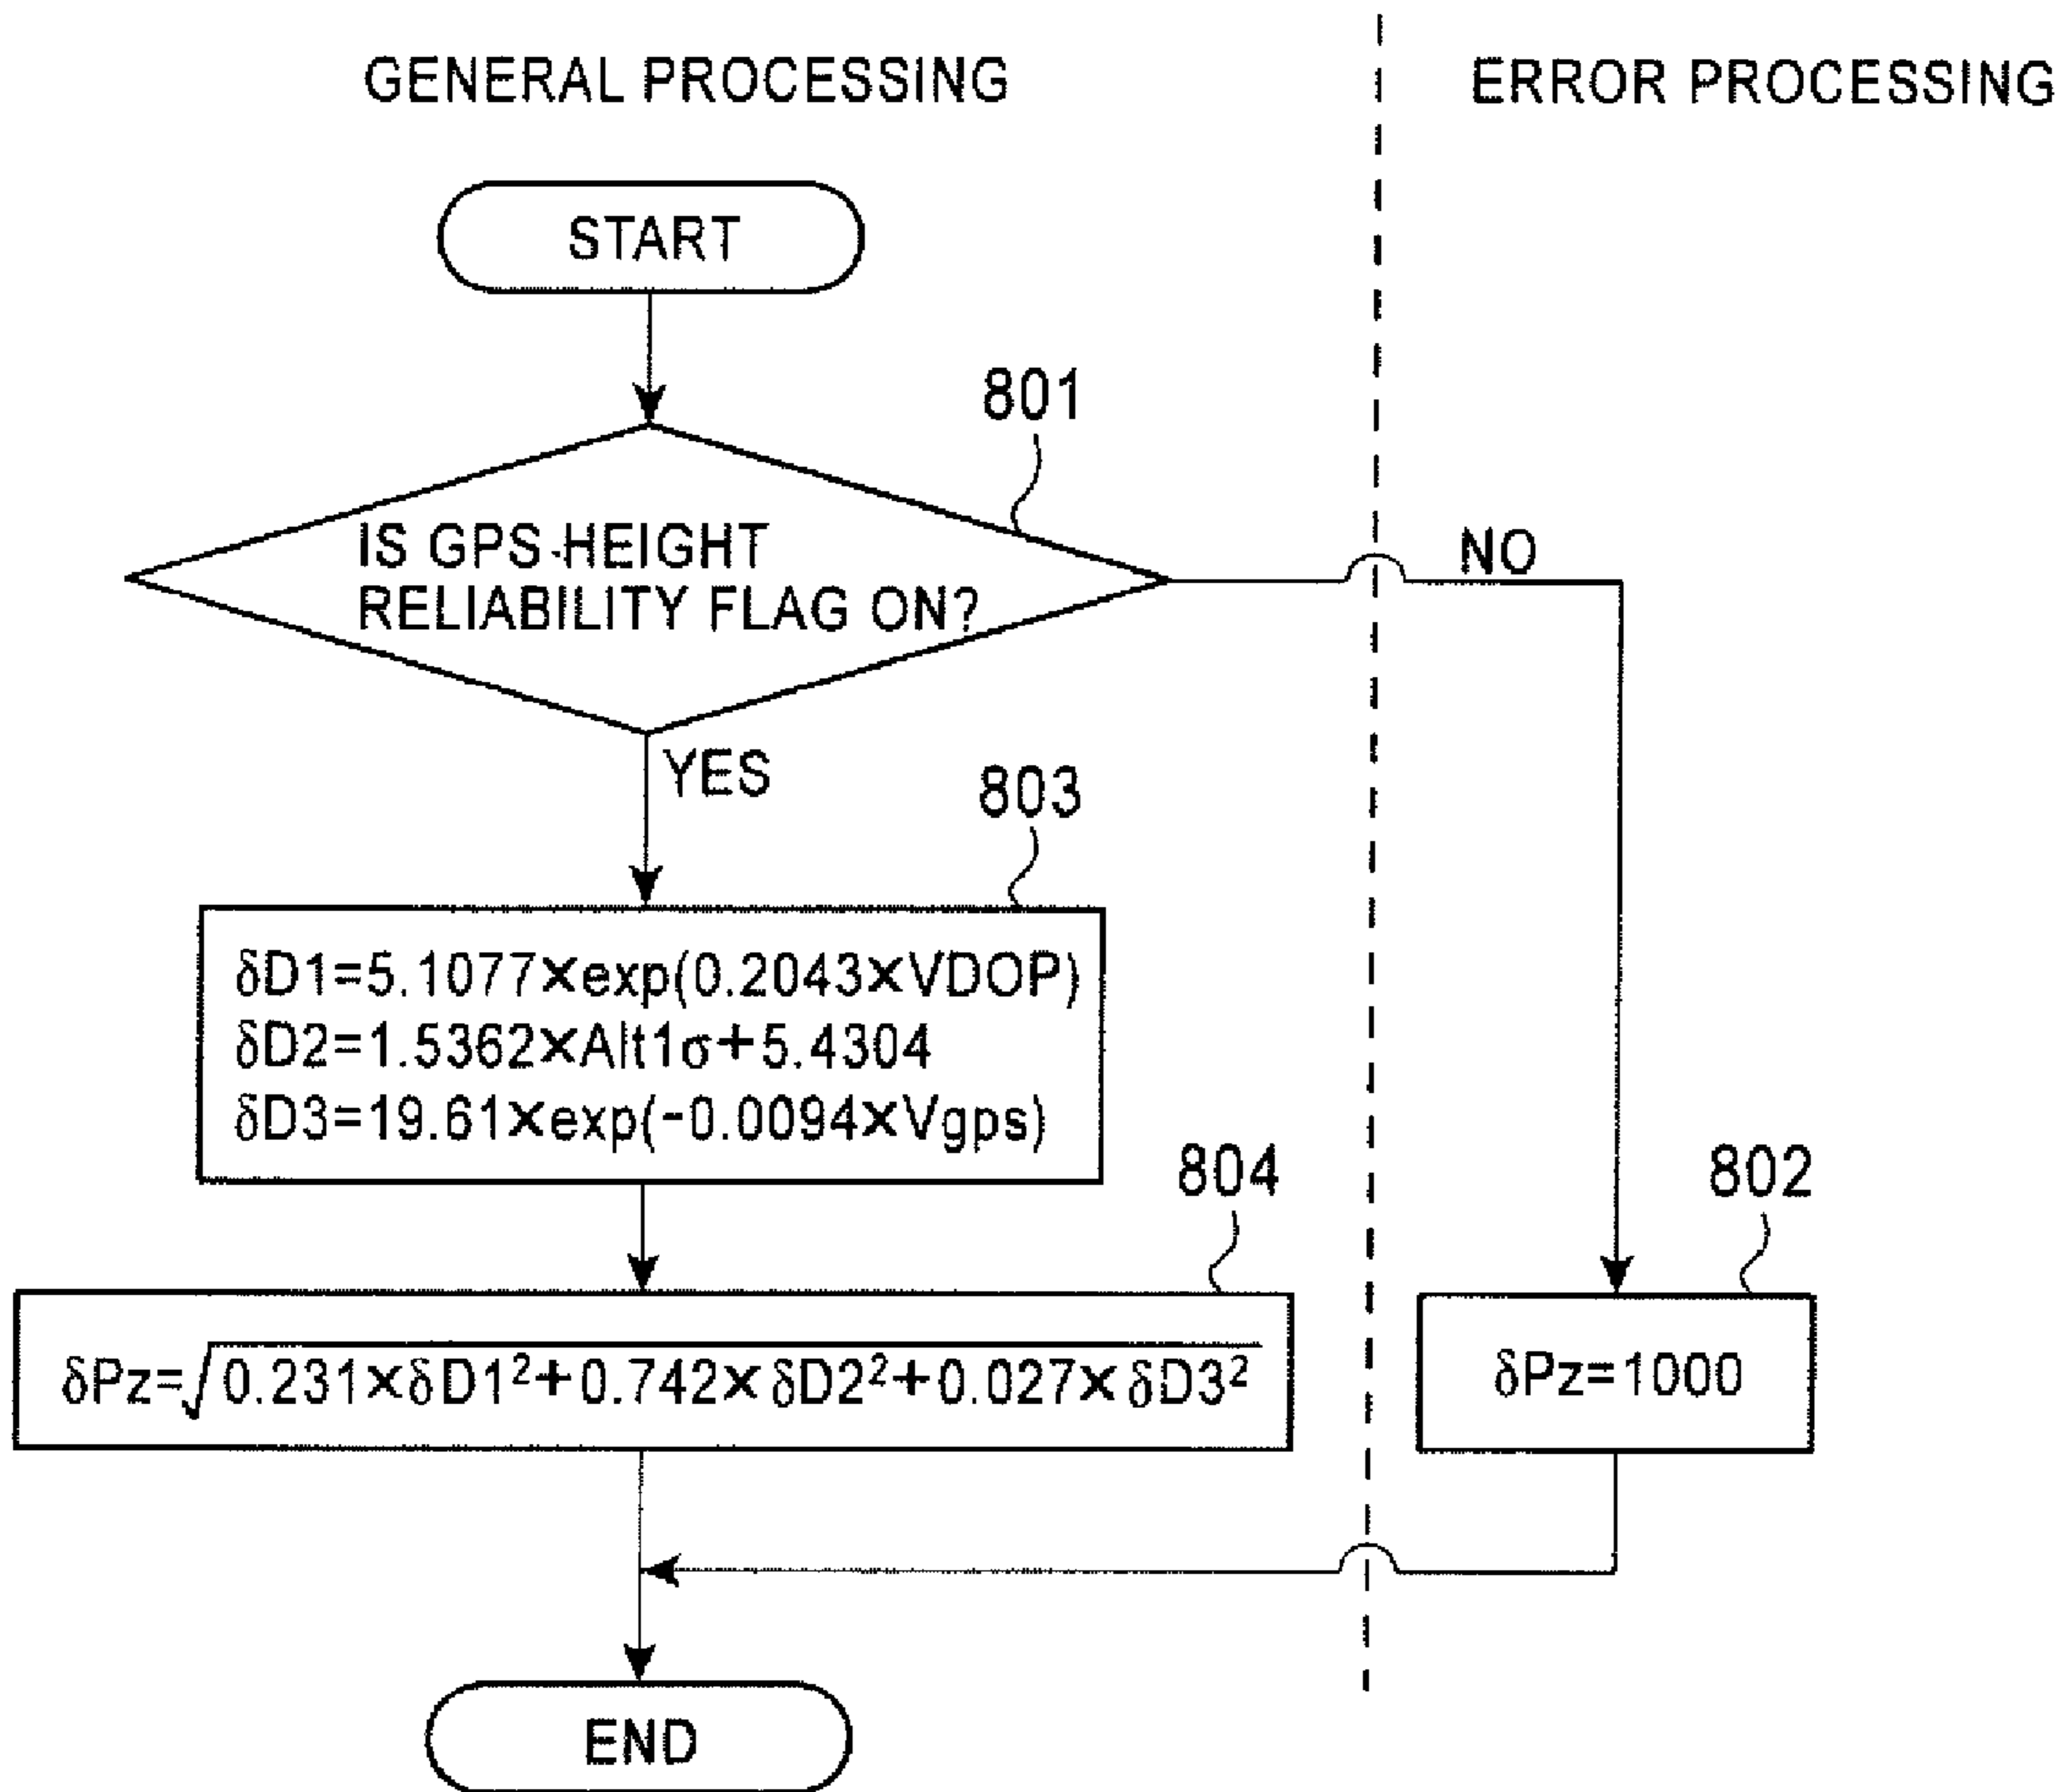 GENERAL PROCESSING
ERROR PROCESSING
START
801
IS GPS-HEIGHT
RELIABILITY FLAG ON?
NO
YES
803
δD1=5.1077×exp(0.2043×VDOP)
δD2=1.5362×Alt1σ+5.4304
δD3=19.61×exp(-0.0094×Vgps)
804
δPz=√0.231×δD1²+0.742×δD2²+0.027×δD3²
802
δPz=1000
END